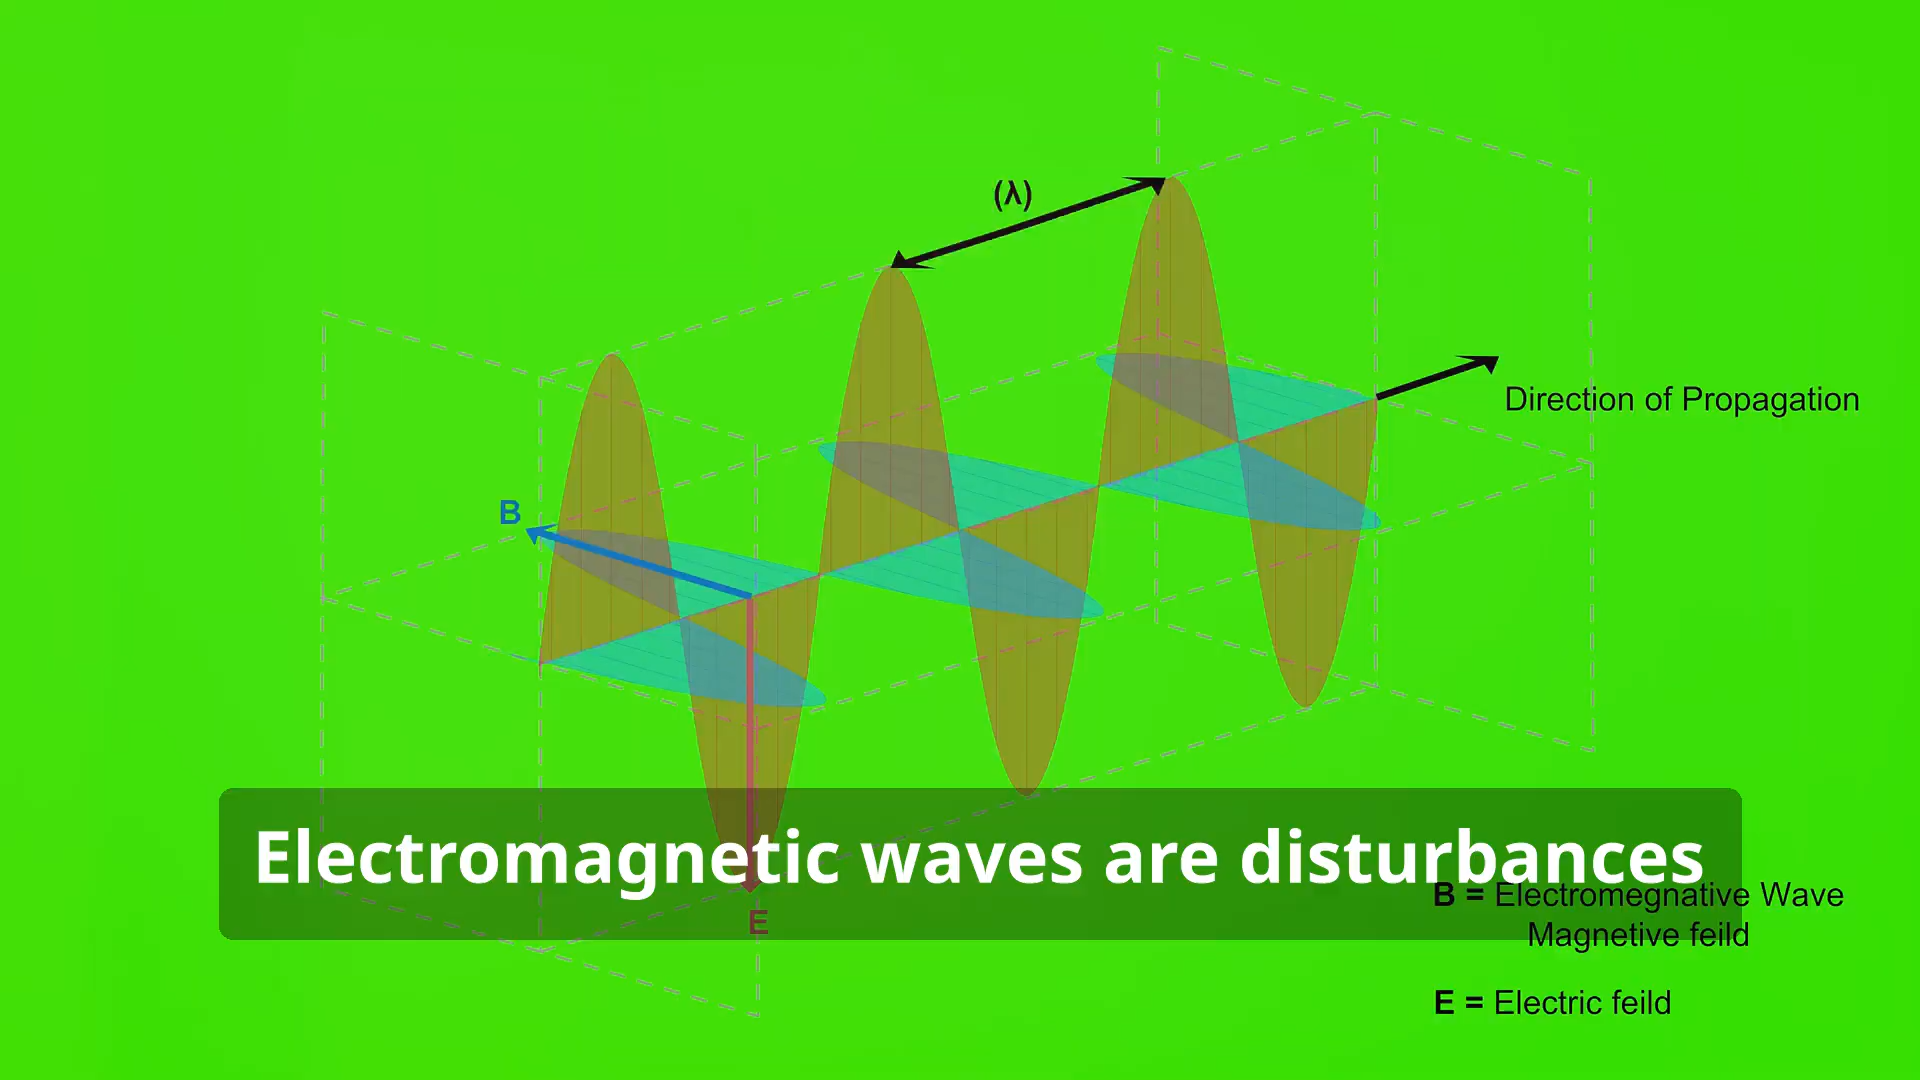 (λ)
Direction of Propagation
B
Electromagnetic waves are disturbances
B = Electromegnative Wave
Magnetive feild
E
E = Electric feild